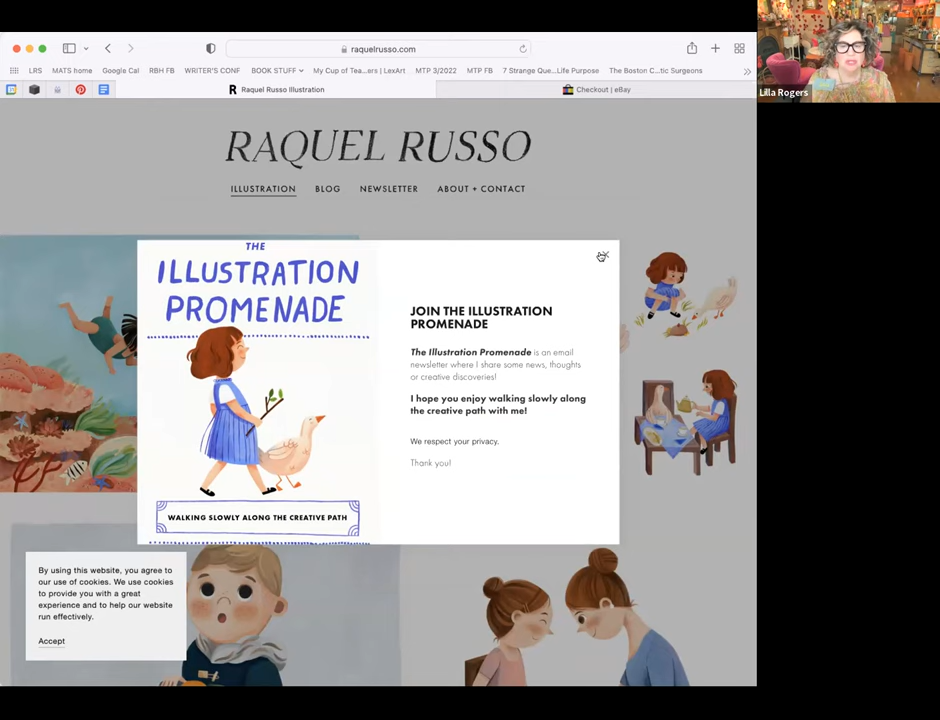 raquelrusso.com
LRS MATS home Google Cal RBH FB WRITER'S CONF BOOK STUFF My Cup of Tea...ers | LexArt MTP 3/2022 MTP FB 7 Strange Que...Life Purpose The Boston C...tic Surgeons
R Raquel Russo Illustration Checkout | eBay
Lilla Rogers
RAQUEL RUSSO
ILLUSTRATION BLOG NEWSLETTER ABOUT + CONTACT
THE
ILLUSTRATION
PROMENADE
WALKING SLOWLY ALONG THE CREATIVE PATH
JOIN THE ILLUSTRATION
PROMENADE
The Illustration Promenade is an email
newsletter where I share some news, thoughts
or creative discoveries!
I hope you enjoy walking slowly along
the creative path with me!
We respect your privacy.
Thank you!
By using this website, you agree to
our use of cookies. We use cookies
to provide you with a great
experience and to help our website
run effectively.
Accept